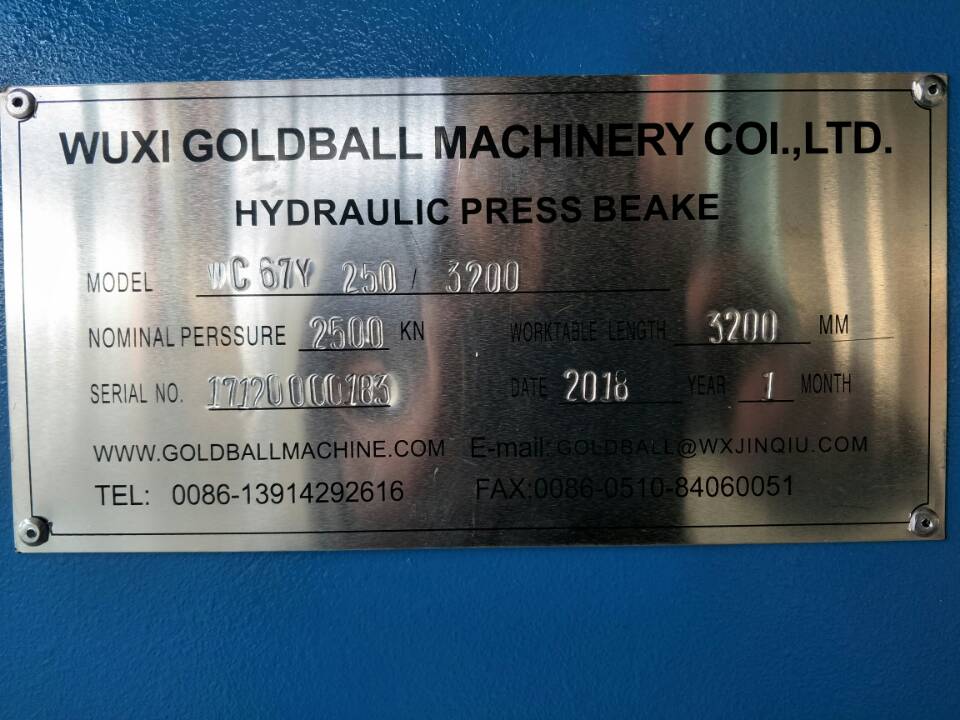 WUXI GOLDBALL MACHINERY COI.,LTD.
HYDRAULIC PRESS BEAKE
MODEL WC67Y 250 / 3200
NOMINAL PERSSURE 2500 KN WORKTABLE LENGTH 3200 MM
SERIAL NO. 17120000183 DATE 2018 YEAR 1 MONTH
WWW.GOLDBALLMACHINE.COM E-mail: GOLDBALL@WXJINQIU.COM
TEL: 0086-13914292616 FAX:0086-0510-84060051